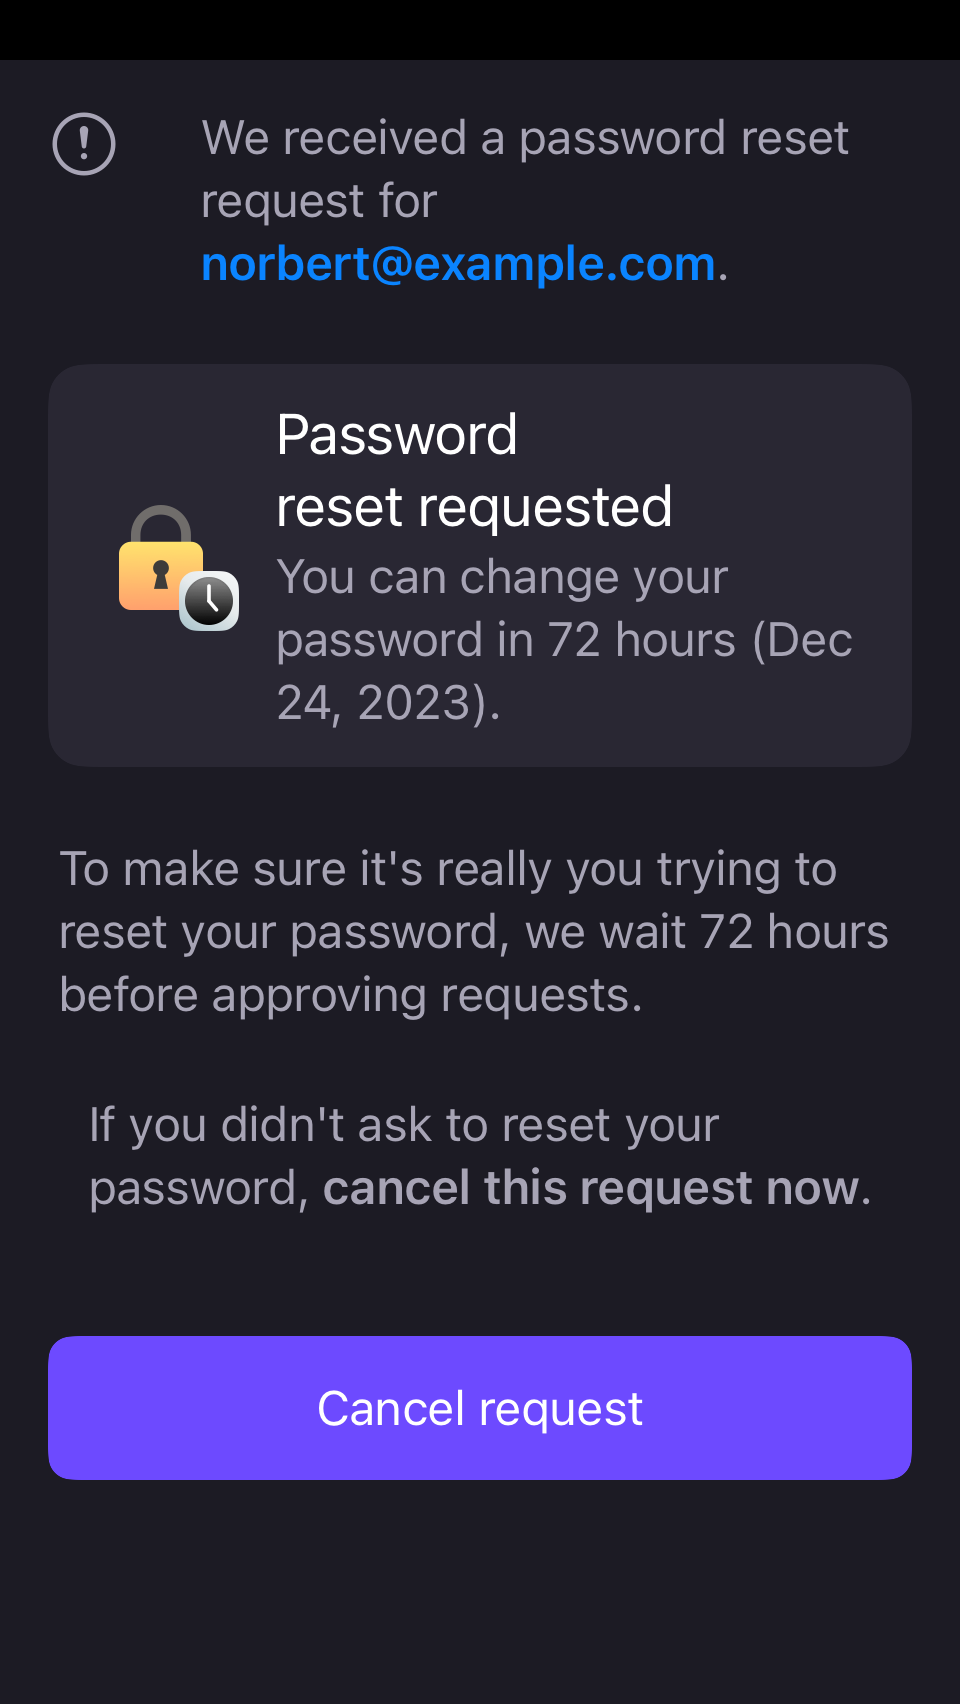 We received a password reset
request for
norbert@example.com.
Password
reset requested
You can change your
password in 72 hours (Dec
24, 2023).
To make sure it's really you trying to
reset your password, we wait 72 hours
before approving requests.
If you didn't ask to reset your
password, cancel this request now.
Cancel request